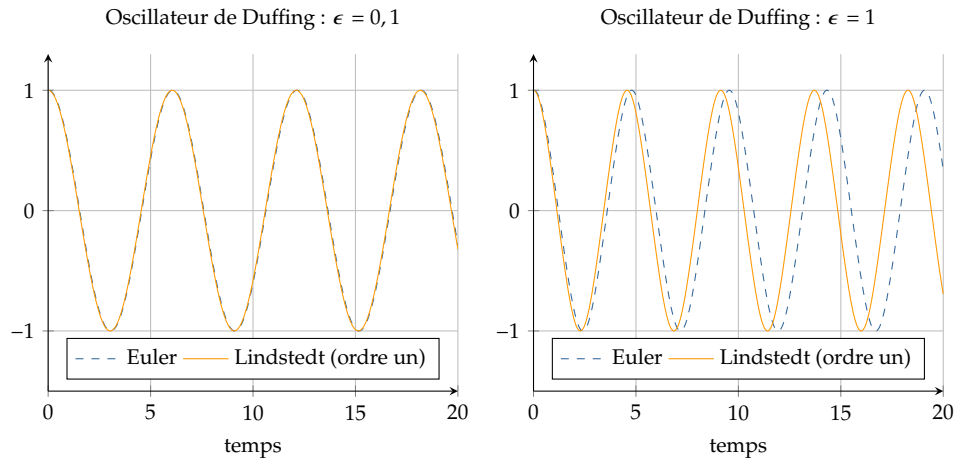 Oscillateur de Duffing : ϵ = 0, 1
1
0
−1
Euler
Lindstedt (ordre un)
0 5 10 15 20
temps
Oscillateur de Duffing : ϵ = 1
1
0
−1
Euler
Lindstedt (ordre un)
0 5 10 15 20
temps